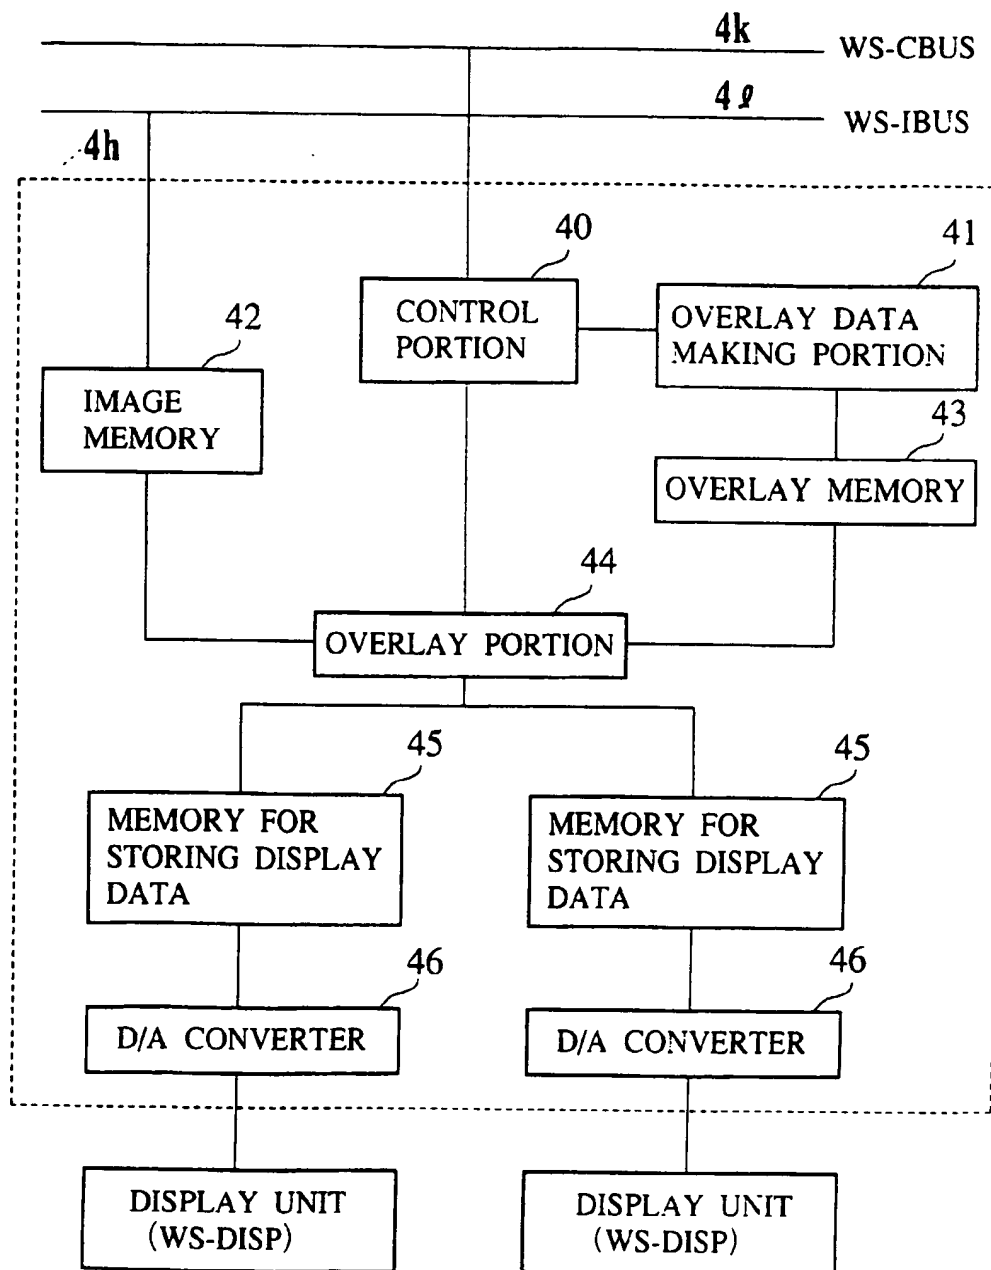 4k WS-CBUS
4ℓ WS-IBUS
4h
40
41
CONTROL
PORTION
OVERLAY DATA
MAKING PORTION
42
IMAGE
MEMORY
43
OVERLAY MEMORY
44
OVERLAY PORTION
45
45
MEMORY FOR
STORING DISPLAY
DATA
MEMORY FOR
STORING DISPLAY
DATA
46
46
D/A CONVERTER
D/A CONVERTER
DISPLAY UNIT
(WS-DISP)
DISPLAY UNIT
(WS-DISP)